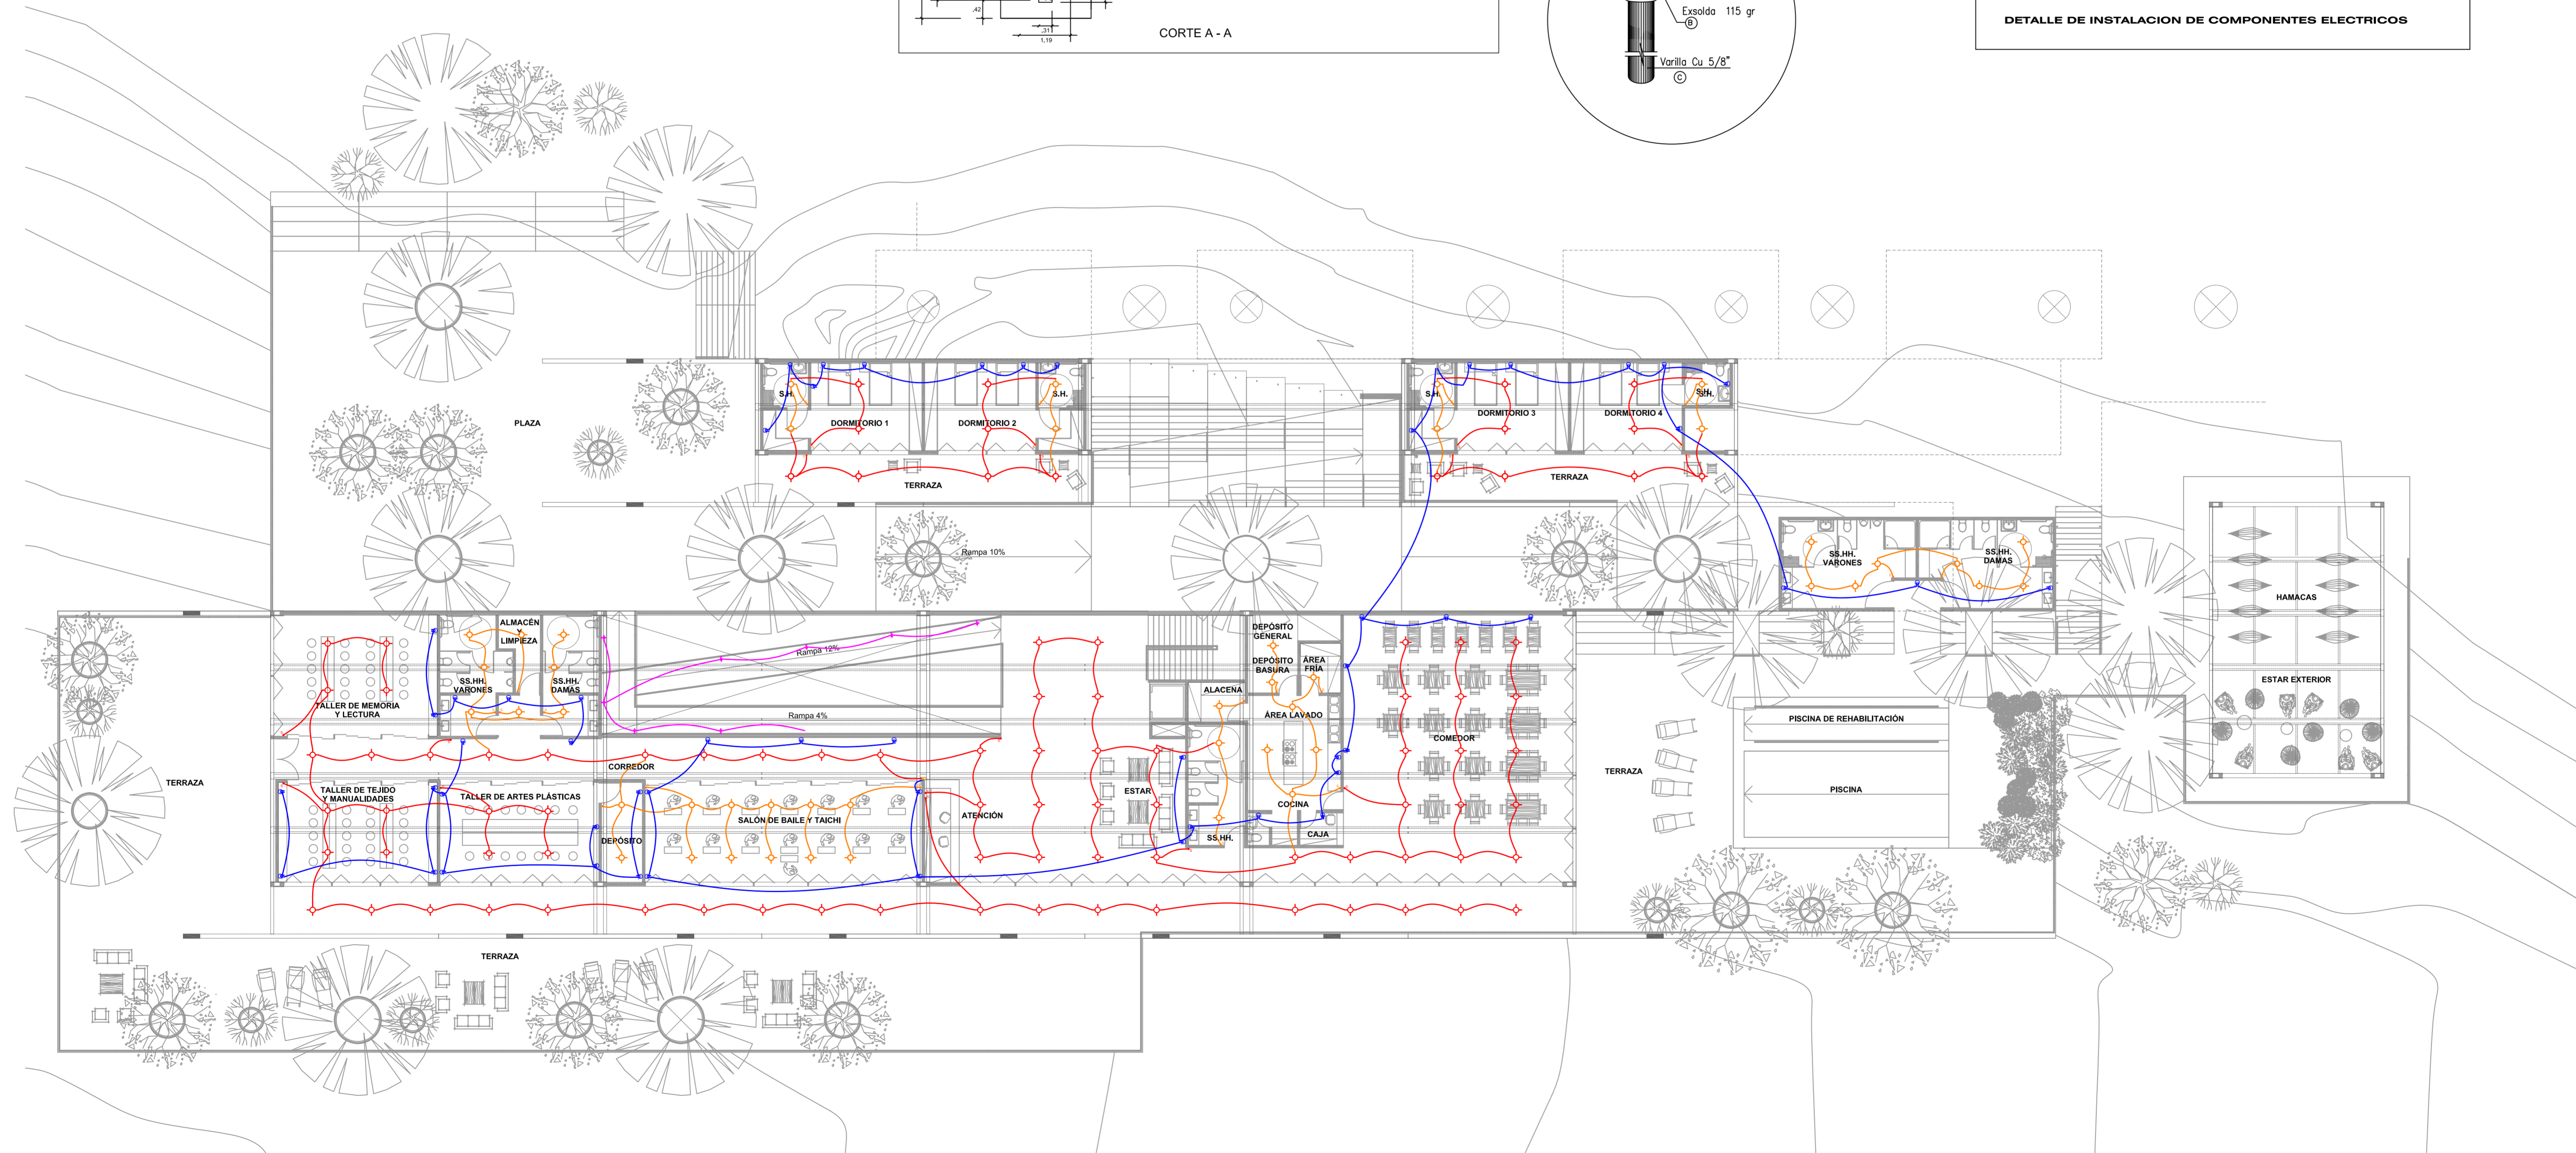 ,42
,31
1,19
CORTE A - A
Exsolda 115 gr
B
Varilla Cu 5/8"
C
DETALLE DE INSTALACION DE COMPONENTES ELECTRICOS
S.H.
S.H.
S.H.
S.H.
DORMITORIO 1
DORMITORIO 2
DORMITORIO 3
DORMITORIO 4
PLAZA
TERRAZA
TERRAZA
Rampa 10%
SS.HH.
VARONES
SS.HH.
DAMAS
HAMACAS
ESTAR EXTERIOR
ALMACÉN
Y
LIMPIEZA
SS.HH.
VARONES
SS.HH.
DAMAS
TALLER DE MEMORIA
Y LECTURA
Rampa 12%
Rampa 4%
DEPÓSITO
GENERAL
DEPÓSITO
BASURA
ÁREA
FRÍA
ALACENA
ÁREA LAVADO
COMEDOR
PISCINA DE REHABILITACIÓN
PISCINA
TERRAZA
TERRAZA
CORREDOR
TALLER DE TEJIDO
Y MANUALIDADES
TALLER DE ARTES PLÁSTICAS
DEPÓSITO
SALÓN DE BAILE Y TAICHI
ATENCIÓN
ESTAR
SS.HH.
COCINA
CAJA
TERRAZA